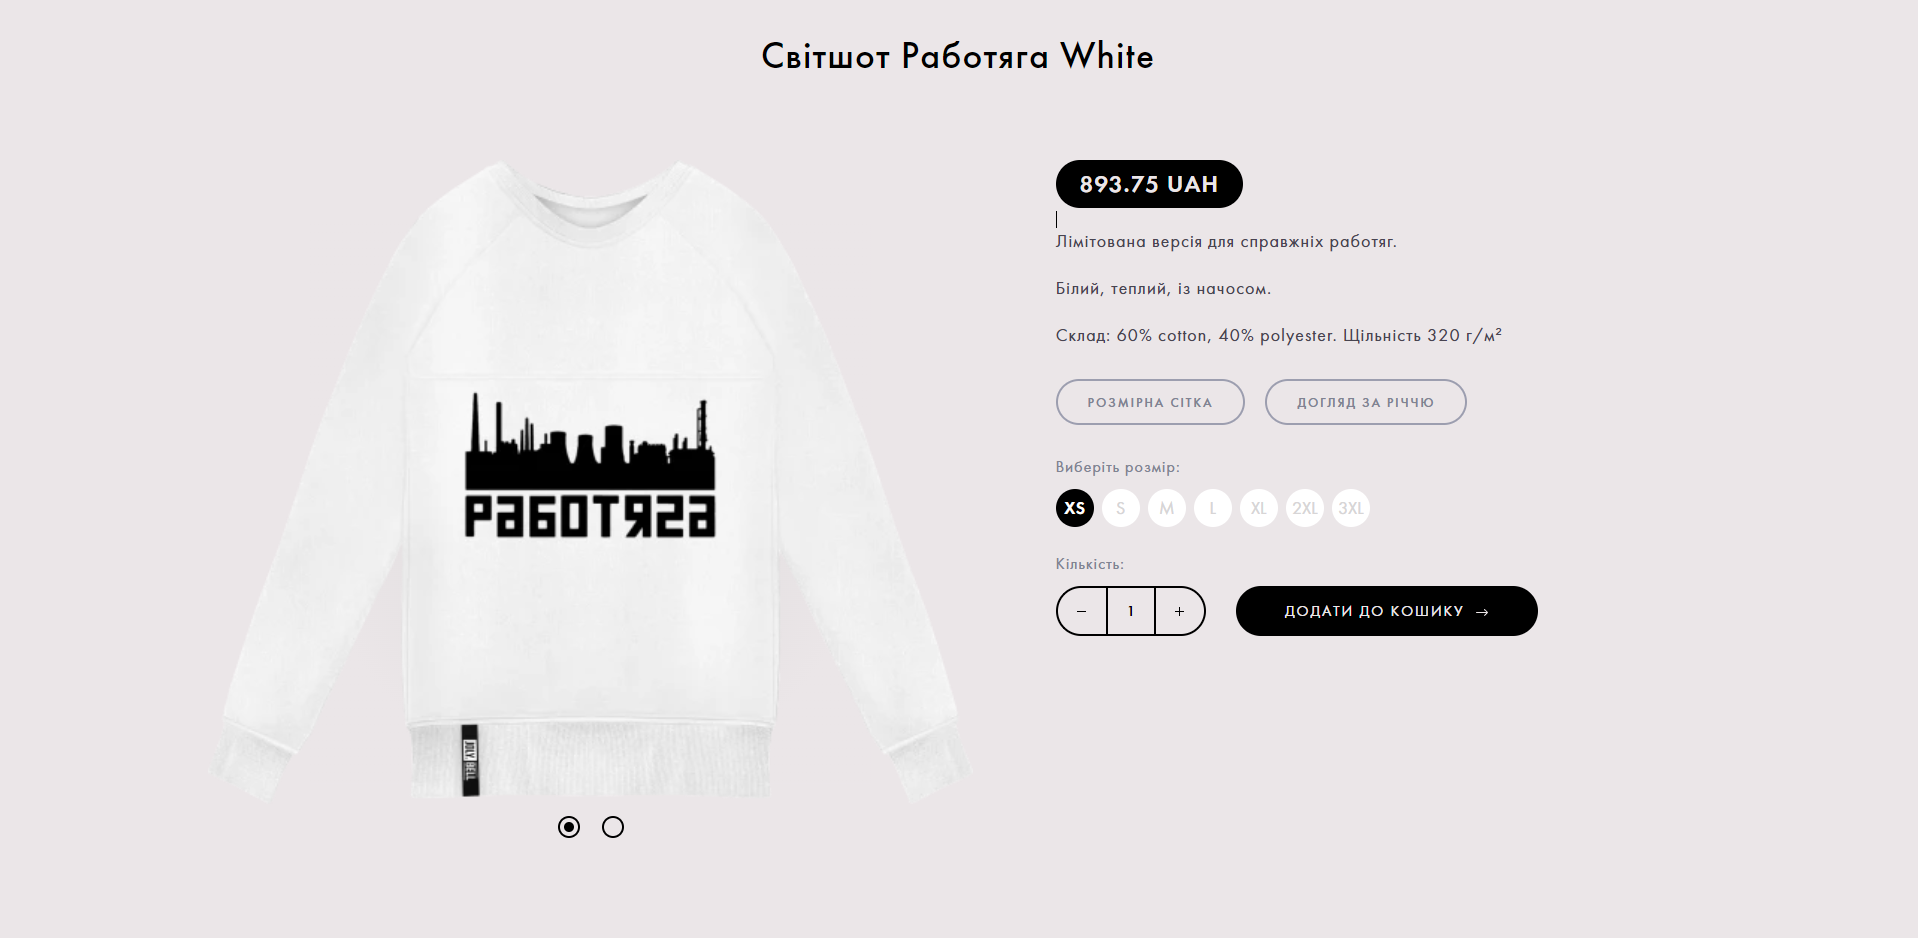 Світшот Работяга White
893.75 UAH
Лімітована версія для справжніх работяг.
Білий, теплий, із начосом.
Склад: 60% cotton, 40% polyester. Щільність 320 г/м²
РОЗМІРНА СІТКА
ДОГЛЯД ЗА РІЧЧЮ
Виберіть розмір:
XS S M L XL 2XL 3XL
Кількість:
− 1 +
ДОДАТИ ДО КОШИКУ →
РаботЯга
JULY BELL